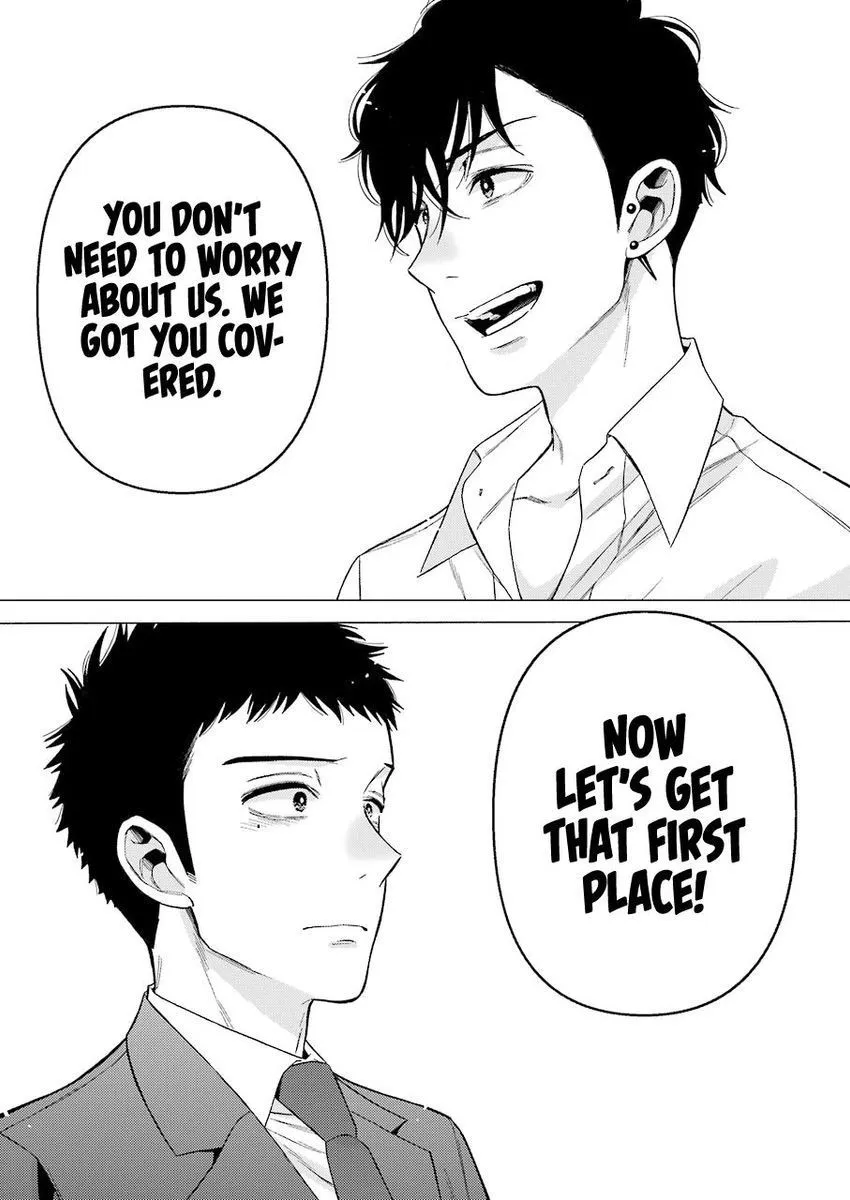 YOU DON'T
NEED TO WORRY
ABOUT US. WE
GOT YOU COV-
ERED.
NOW
LET'S GET
THAT FIRST
PLACE!